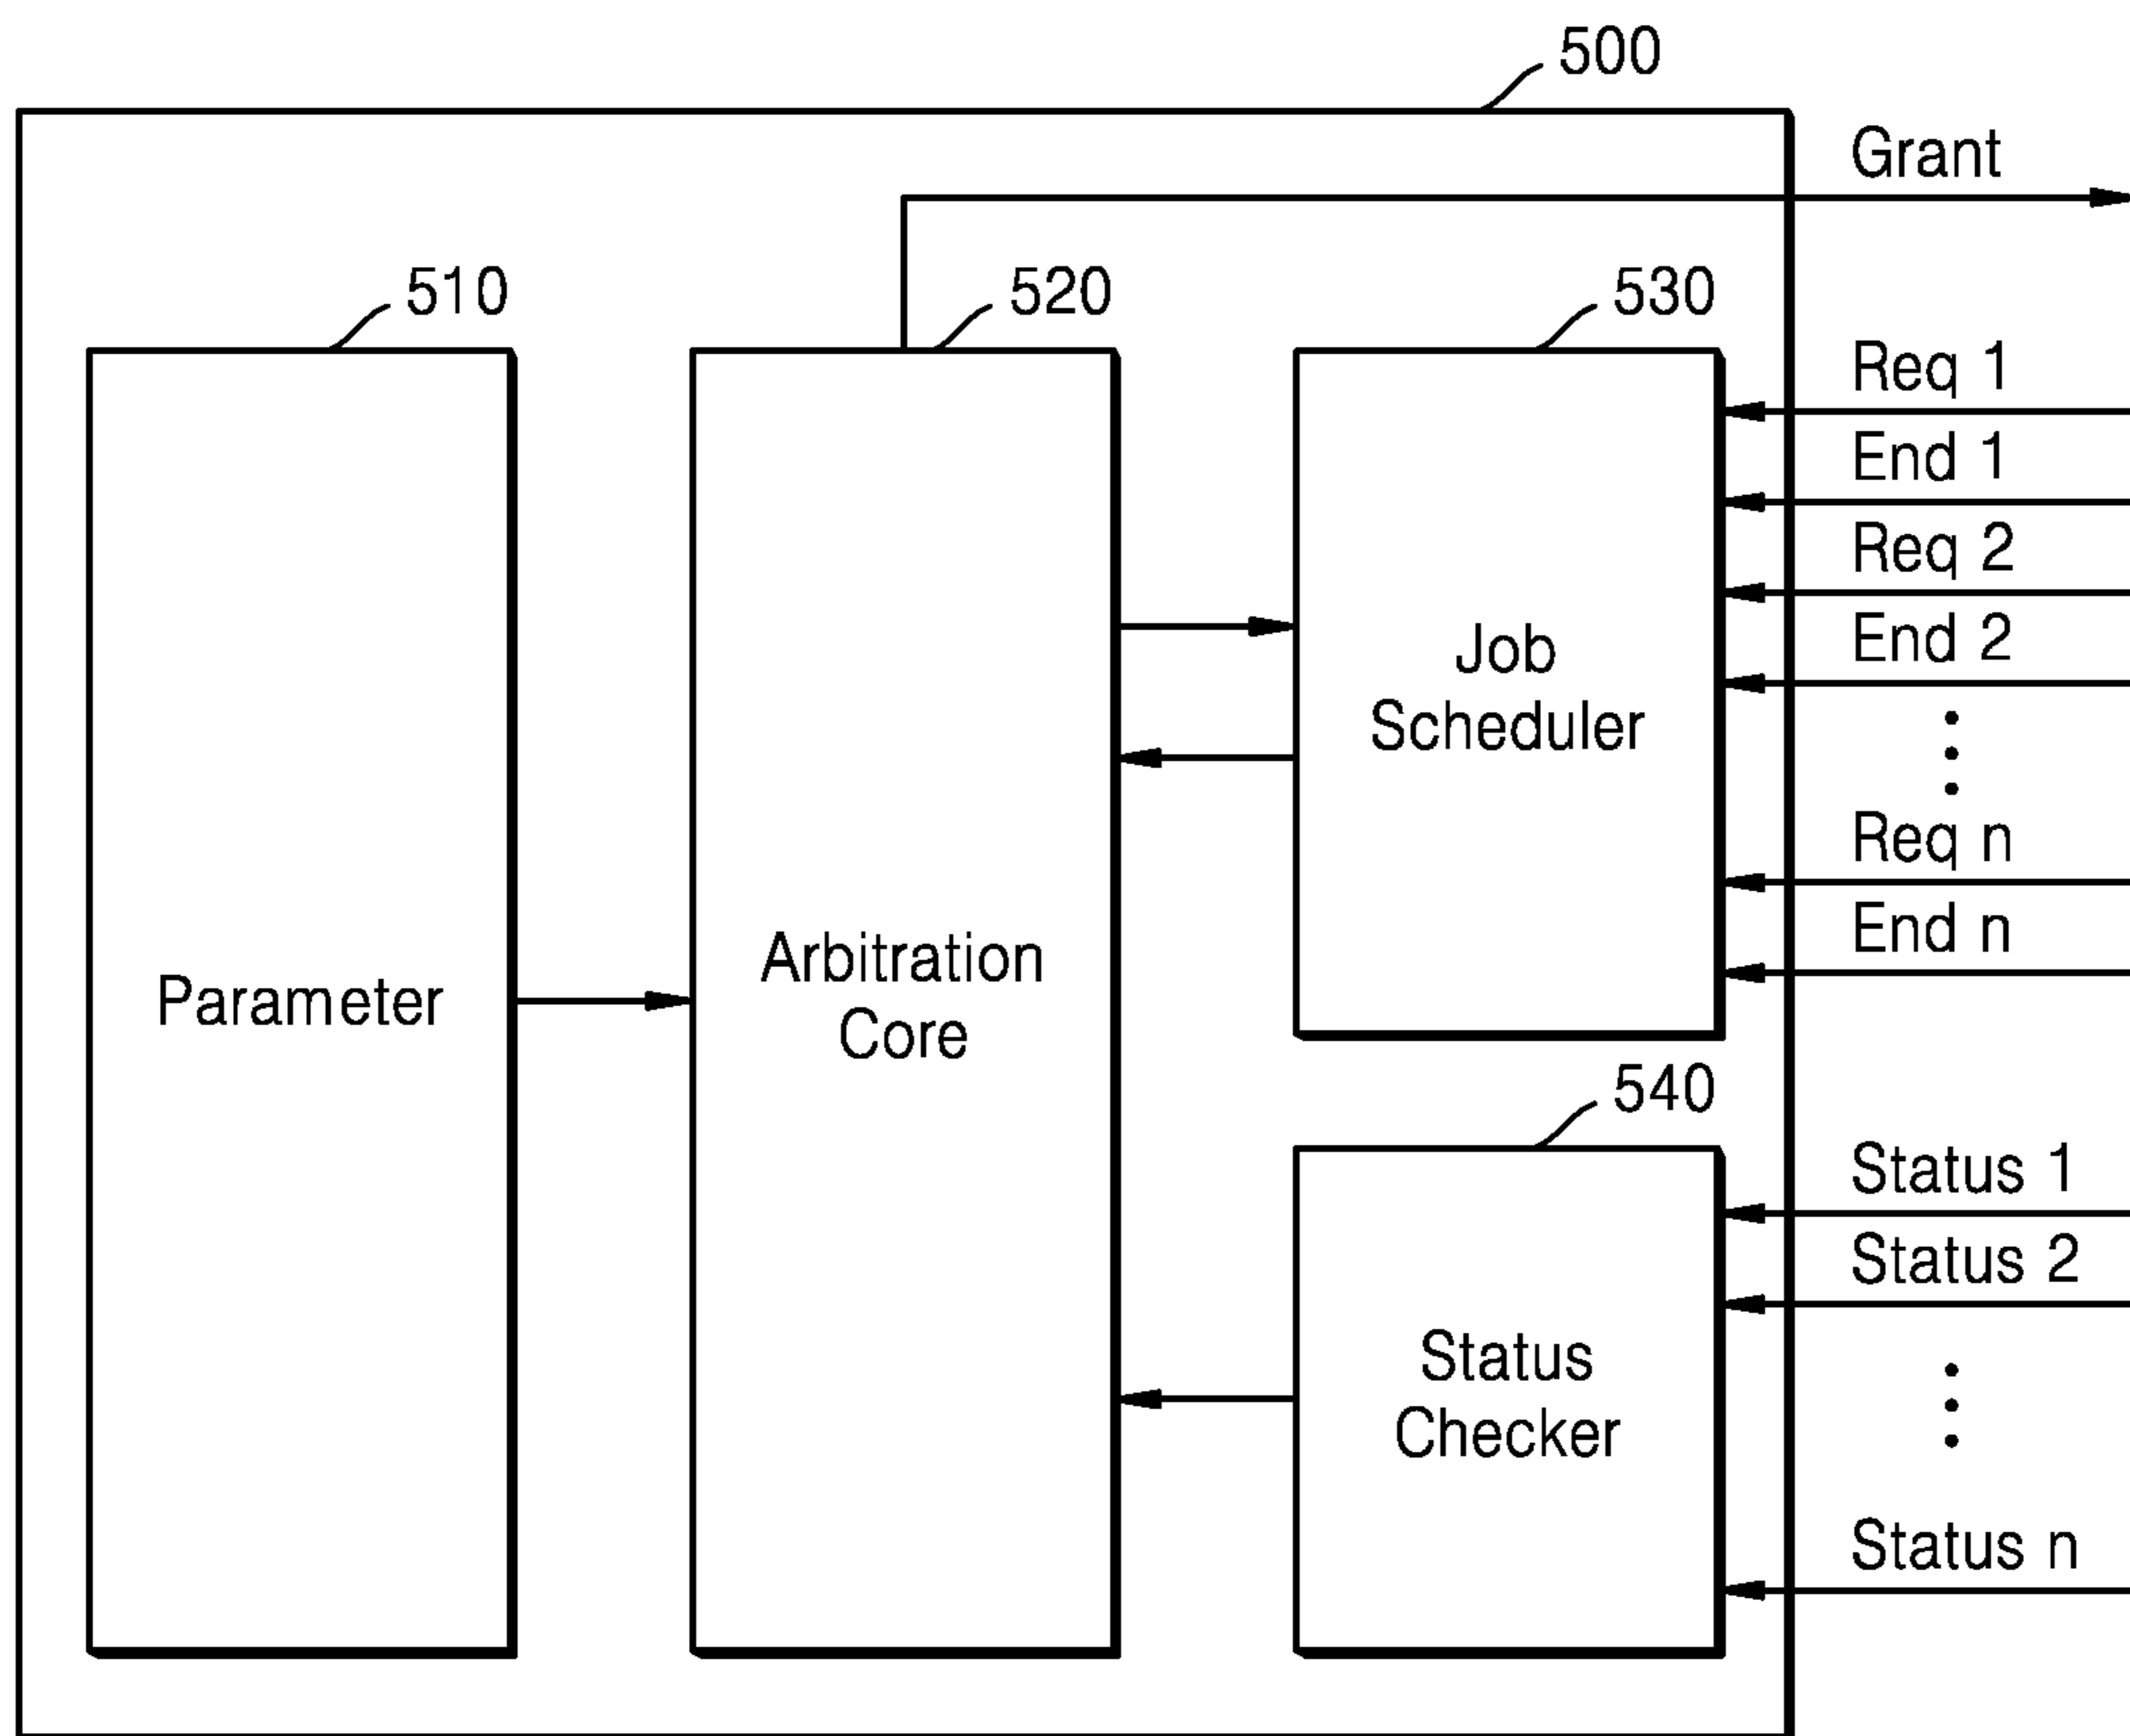 500
Grant
510
520
530
Req 1
End 1
Req 2
End 2
Job
Scheduler
Req n
End n
Parameter
Arbitration
Core
540
Status 1
Status 2
Status
Checker
Status n